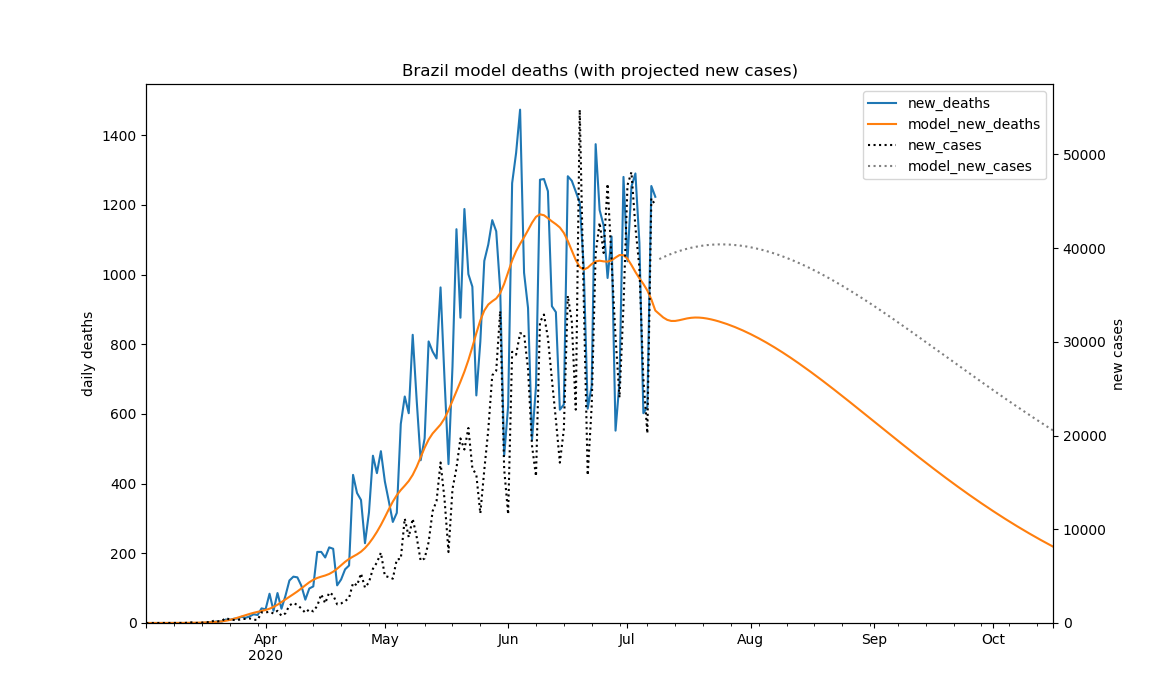 Brazil model deaths (with projected new cases)
new_deaths
model_new_deaths
new_cases
model_new_cases
1400
1200
1000
800
600
400
200
0
daily deaths
50000
40000
30000
20000
10000
0
new cases
Apr May Jun Jul Aug Sep Oct
2020